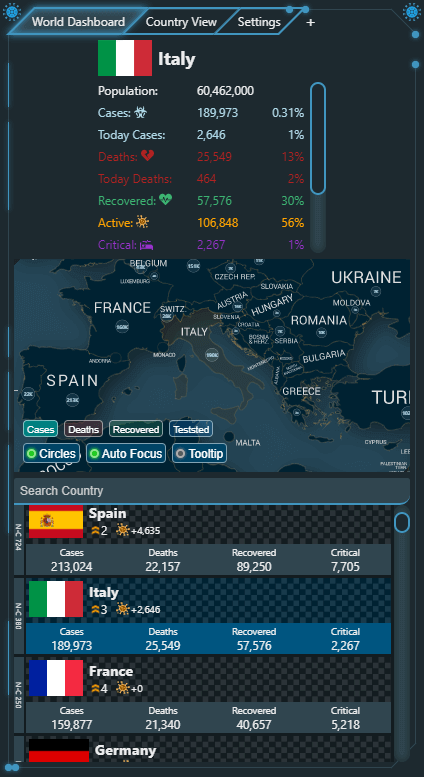 World Dashboard Country View Settings +
Italy
Population: 60,462,000
Cases: 189,973 0.31%
Today Cases: 2,646 1%
Deaths: 25,549 13%
Today Deaths: 464 2%
Recovered: 57,576 30%
Active: 106,848 56%
Critical: 2,267 1%
BELGIUM
CZECH REP.
UKRAINE
LUXEMBURG
SLOVAKIA
AUSTRIA
HUNGARY
MOLDOVA
FRANCE
SWITZ.
SLOVENIA
ROMANIA
CROATIA
ITALY
BOSNIA
& HERZ.
SERBIA
MONACO
ANDORRA
BULGARIA
SPAIN
GREECE
TUR
Cases Deaths Recovered Teststed
MALTA
CYPRUS
Circles Auto Focus Tooltip
Search Country
N-C 724
Spain
2 +4,635
Cases Deaths Recovered Critical
213,024 22,157 89,250 7,705
N-C 380
Italy
3 +2,646
Cases Deaths Recovered Critical
189,973 25,549 57,576 2,267
N-C 250
France
4 +0
Cases Deaths Recovered Critical
159,877 21,340 40,657 5,218
Germany